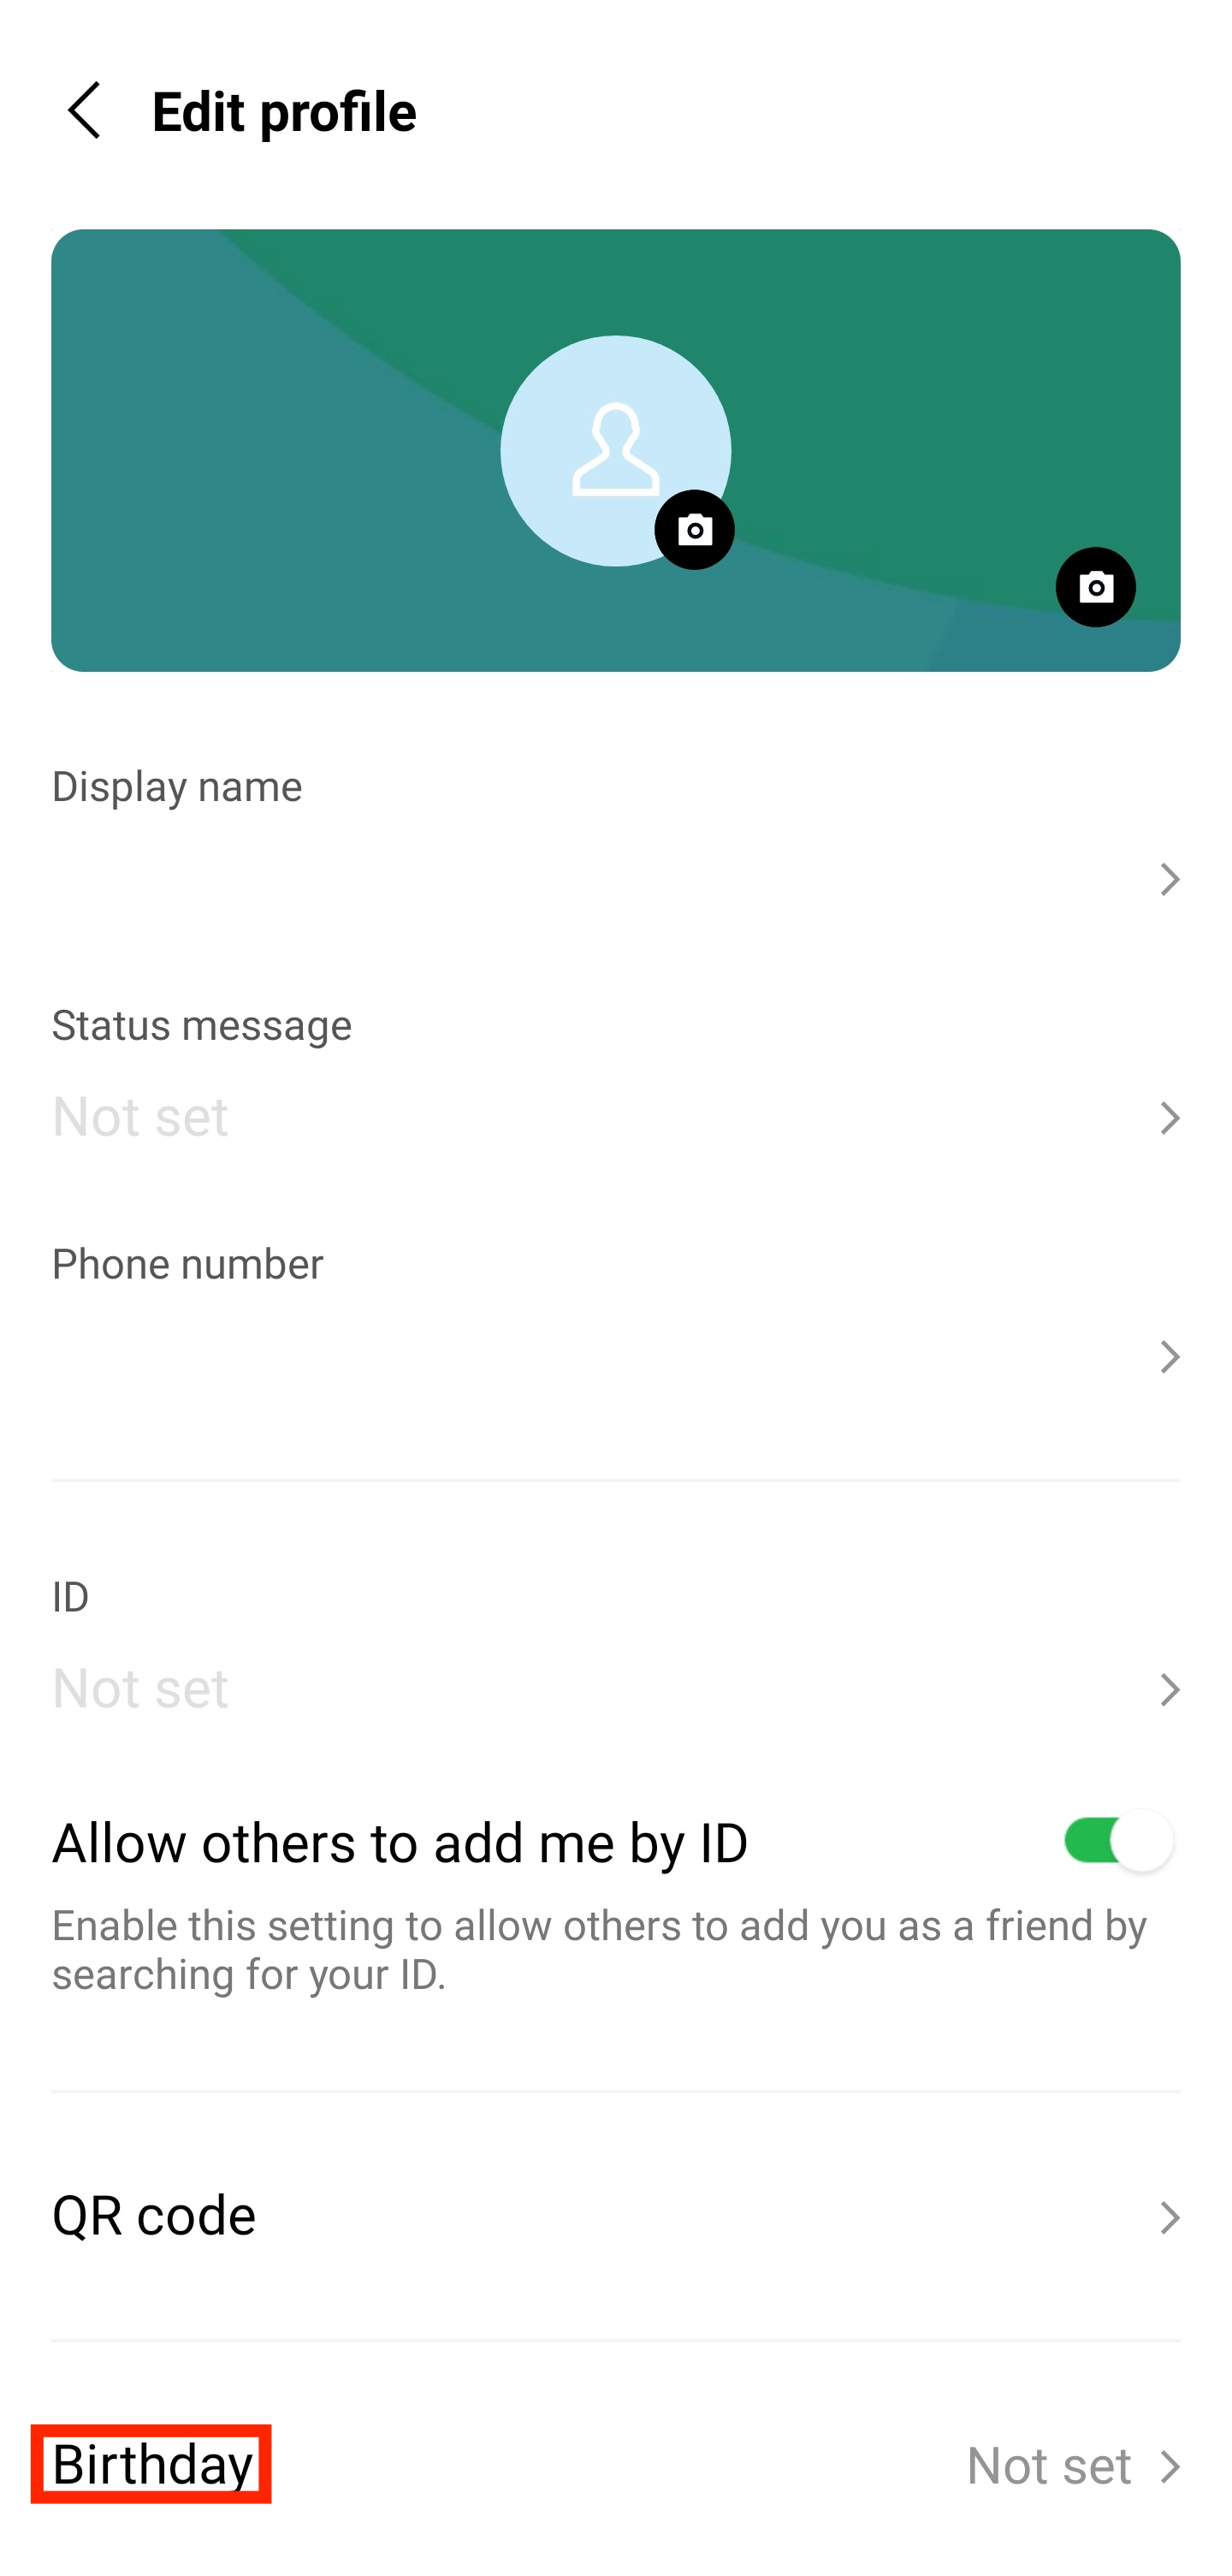 Edit profile
Display name
Status message
Not set
Phone number
ID
Not set
Allow others to add me by ID
Enable this setting to allow others to add you as a friend by
searching for your ID.
QR code
Birthday Not set